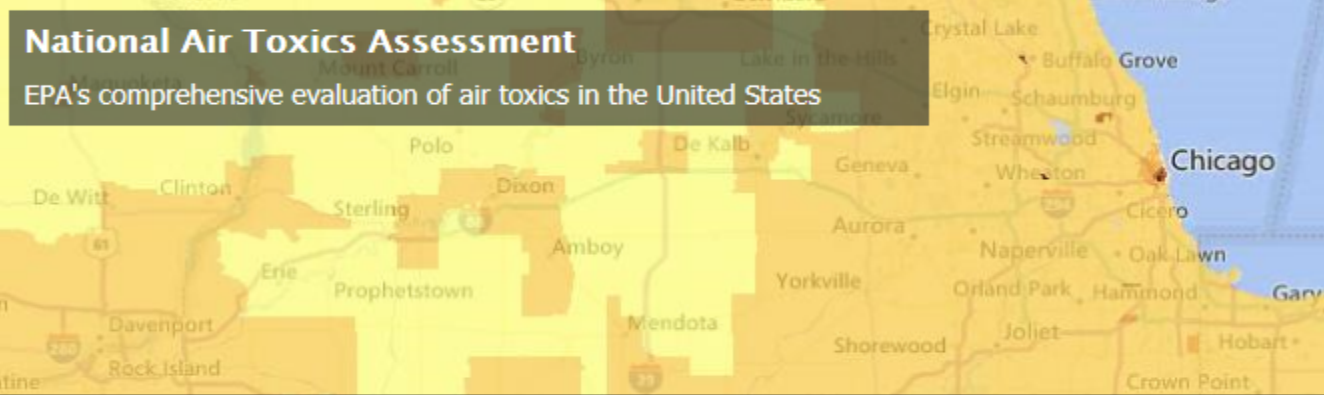 National Air Toxics Assessment
EPA's comprehensive evaluation of air toxics in the United States
Crystal Lake
Byron
Lake in the Hills
Buffalo Grove
Maquoketa
Mount Carroll
Elgin
Schaumburg
Sycamore
Polo
De Kalb
Streamwood
Geneva
Wheaton
Chicago
De Witt
Clinton
Dixon
Sterling
Cicero
Aurora
61
Amboy
Naperville
Oak Lawn
Erie
Prophetstown
Yorkville
Orland Park
Hammond
Gary
Davenport
Mendota
Joliet
280
Rock Island
Shorewood
Hobart
39
Crown Point